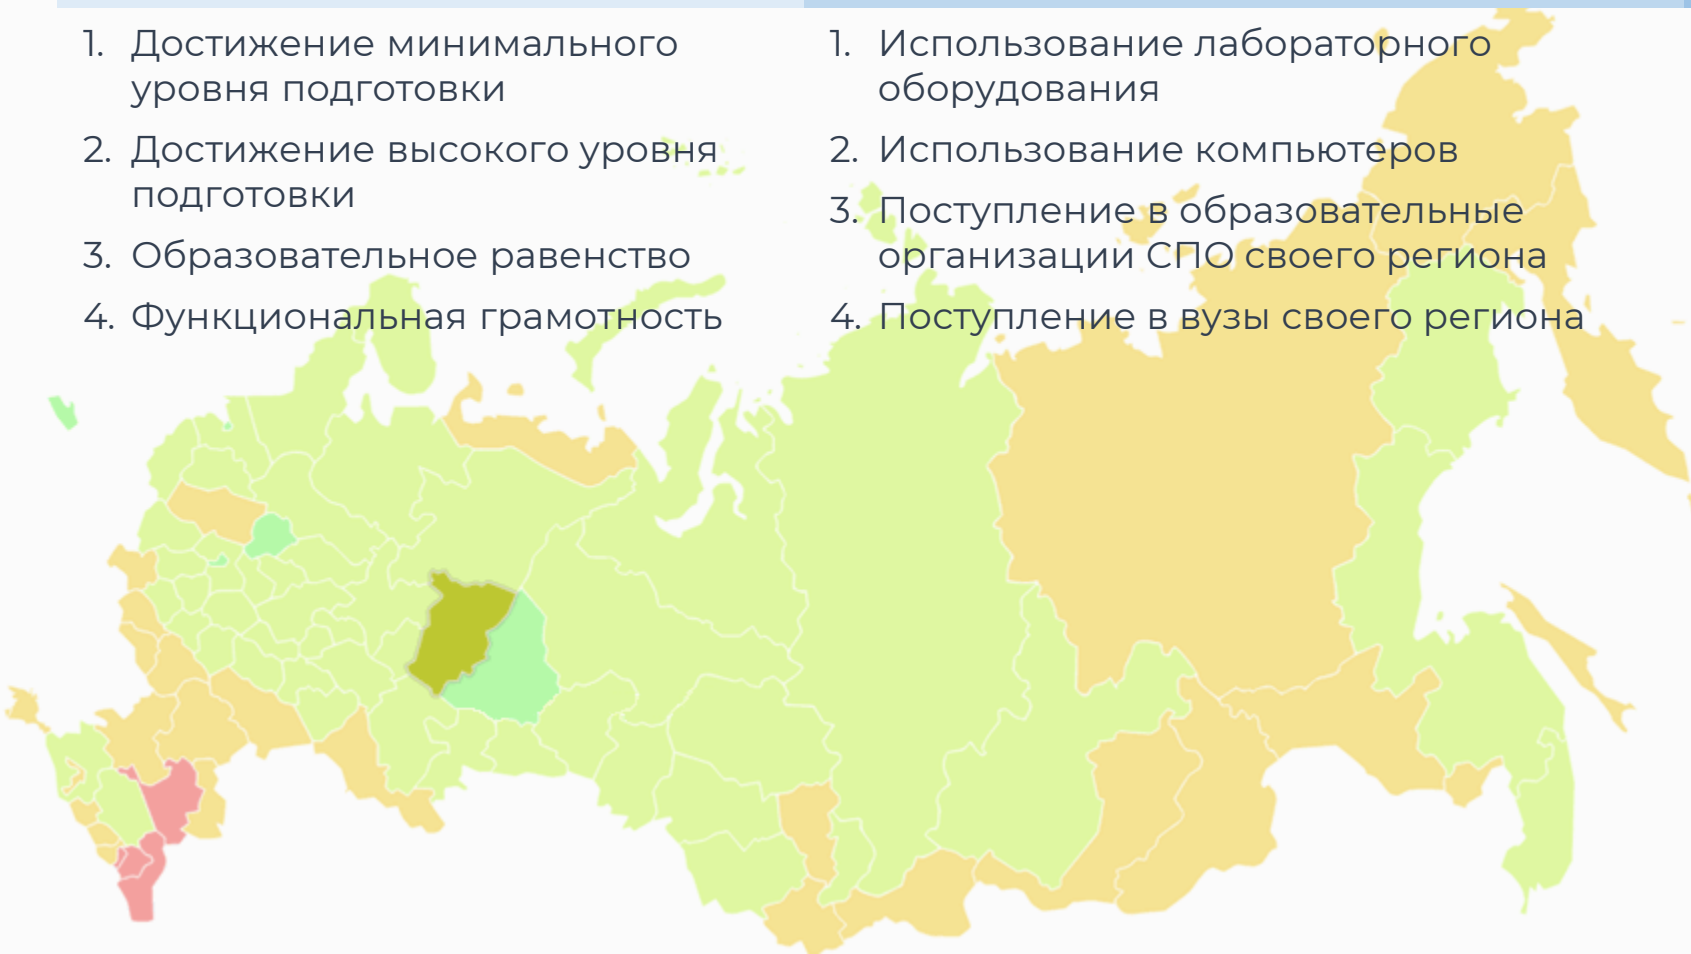 1. Достижение минимального
уровня подготовки
2. Достижение высокого уровня
подготовки
3. Образовательное равенство
4. Функциональная грамотность
1. Использование лабораторного
оборудования
2. Использование компьютеров
3. Поступление в образовательные
организации СПО своего региона
4. Поступление в вузы своего региона